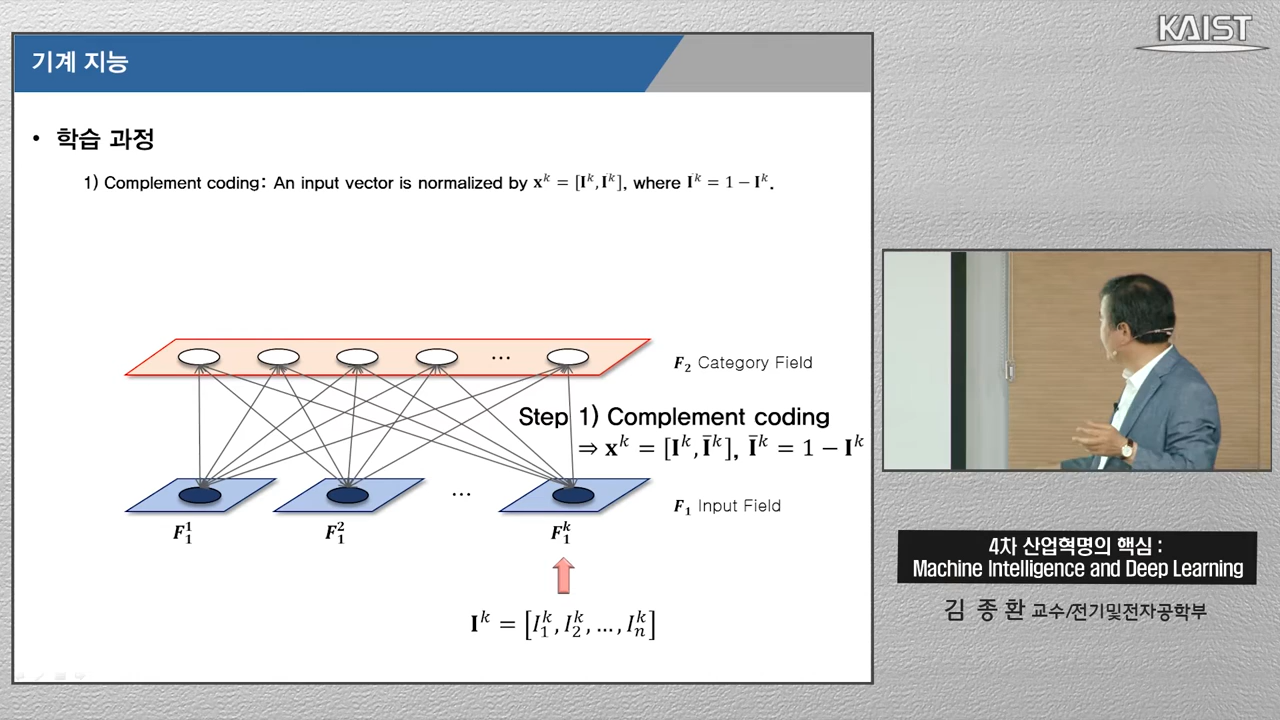 KAIST
기계 지능
• 학습 과정
1) Complement coding: An input vector is normalized by 𝐱ᵏ = [𝐈ᵏ, 𝐈̄ᵏ], where 𝐈̄ᵏ = 1 − 𝐈ᵏ.
...
F₂ Category Field
Step 1) Complement coding
⇒ 𝐱ᵏ = [𝐈ᵏ, 𝐈̄ᵏ], 𝐈̄ᵏ = 1 − 𝐈ᵏ
...
F₁ Input Field
F₁¹ F₁² F₁ᵏ
𝐈ᵏ = [I₁ᵏ, I₂ᵏ, ..., Iₙᵏ]
4차 산업혁명의 핵심 :
Machine Intelligence and Deep Learning
김 종 환 교수/전기및전자공학부